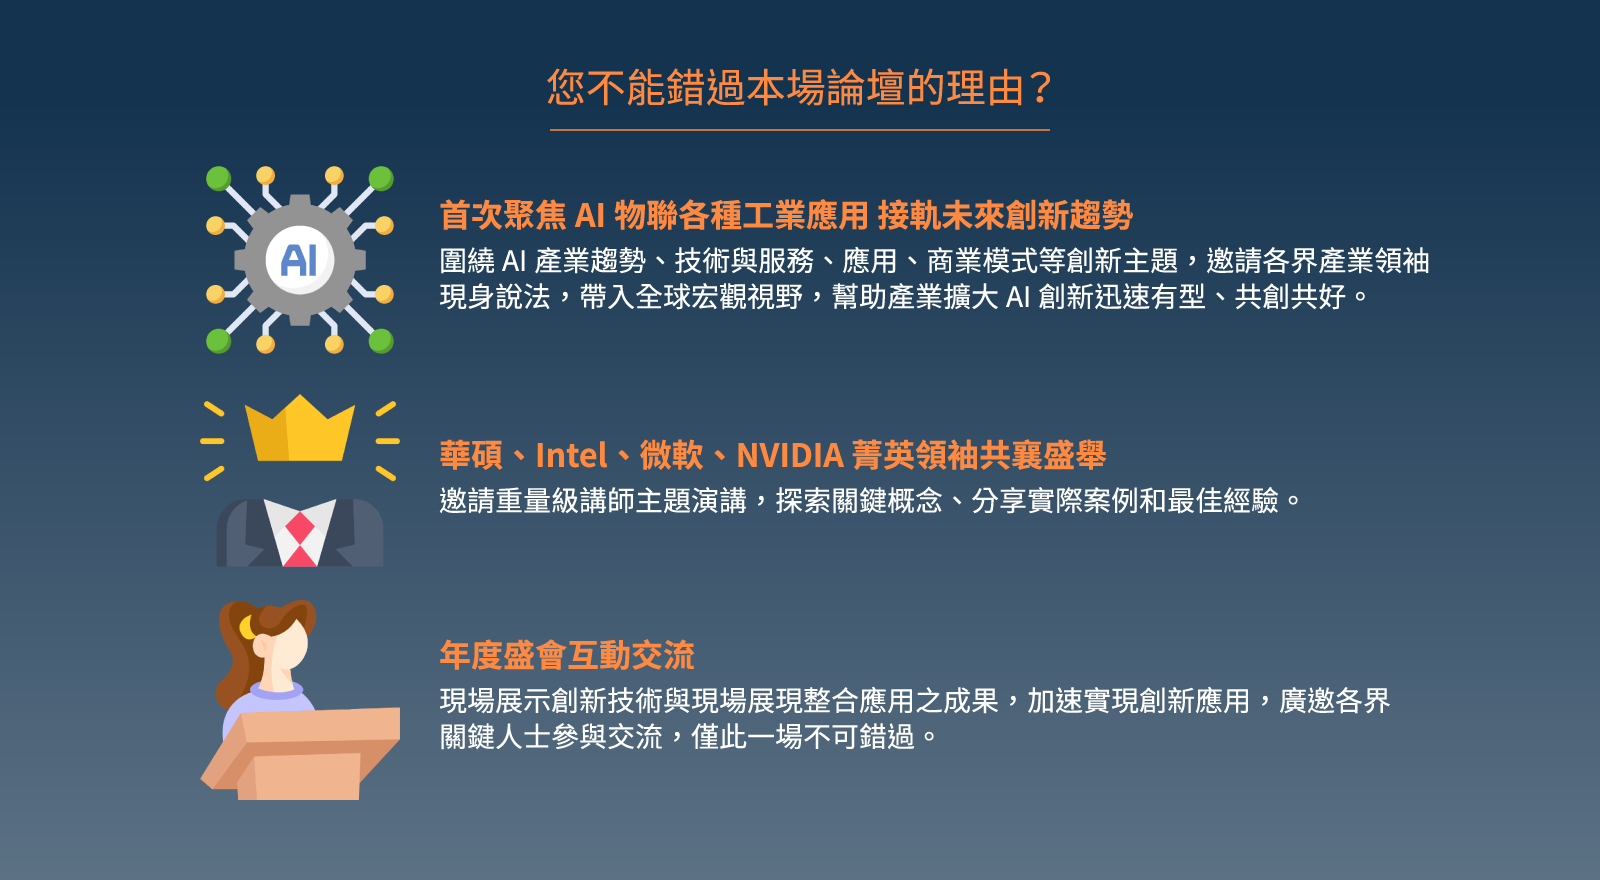 您不能錯過本場論壇的理由？
AI
首次聚焦 AI 物聯各種工業應用 接軌未來創新趨勢
圍繞 AI 產業趨勢、技術與服務、應用、商業模式等創新主題，邀請各界產業領袖
現身說法，帶入全球宏觀視野，幫助產業擴大 AI 創新迅速有型、共創共好。
華碩、Intel、微軟、NVIDIA 菁英領袖共襄盛舉
邀請重量級講師主題演講，探索關鍵概念、分享實際案例和最佳經驗。
年度盛會互動交流
現場展示創新技術與現場展現整合應用之成果，加速實現創新應用，廣邀各界
關鍵人士參與交流，僅此一場不可錯過。